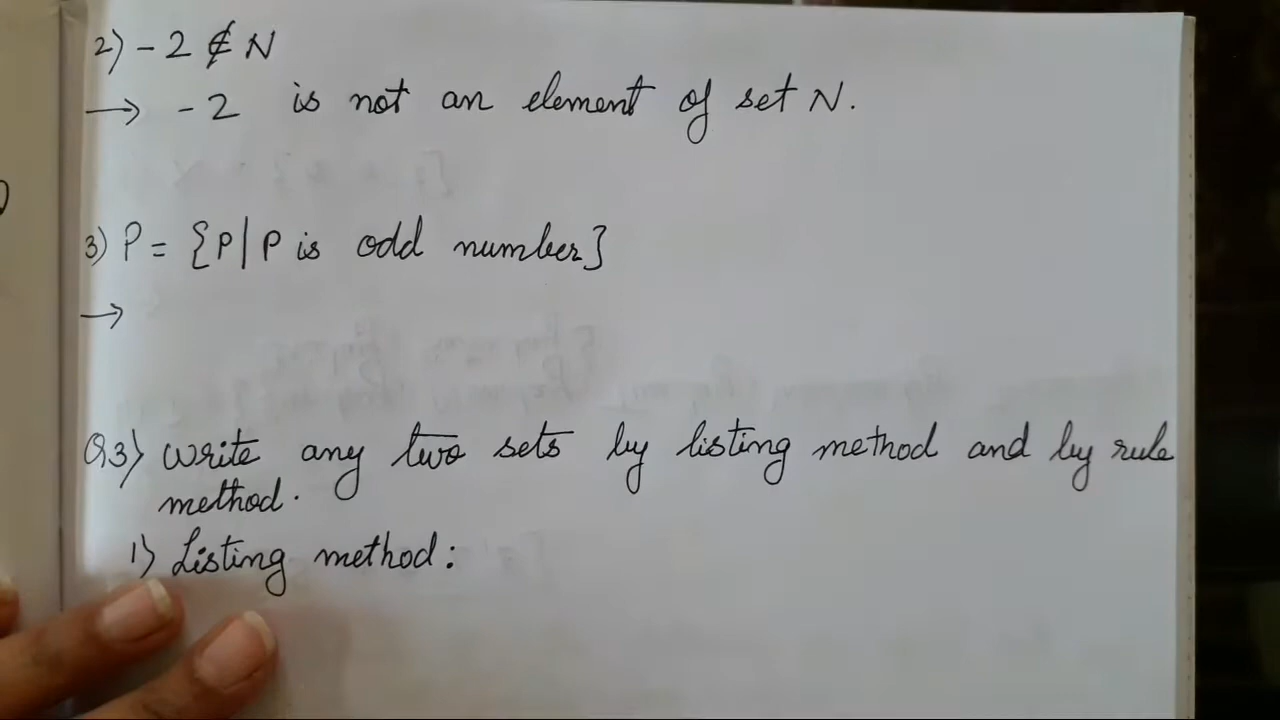 2) -2 ∉ N
→ -2 is not an element of set N.
3) P = {P|P is odd number}
→
Q3) Write any two sets by listing method and by rule
method.
1) Listing method: